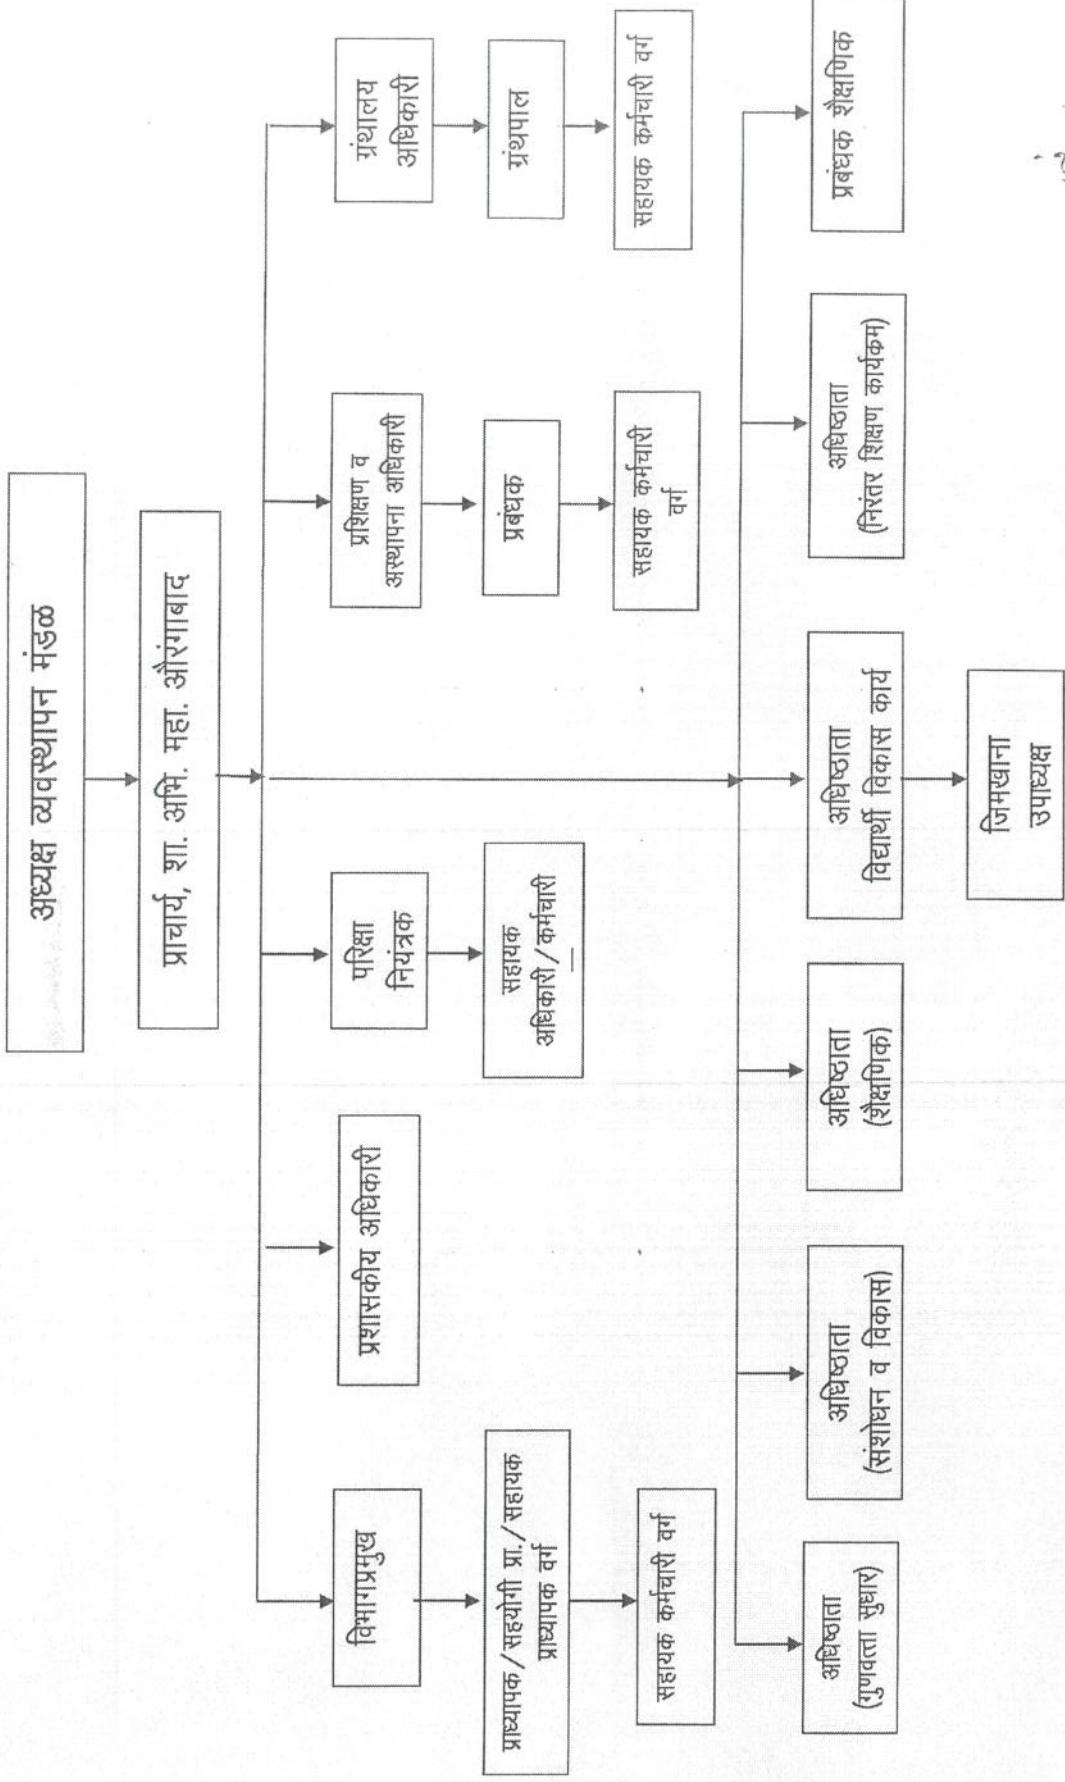 अध्यक्ष व्यवस्थापन मंडळ
प्राचार्य, शा. अभि. महा. औरंगाबाद
विभागप्रमुख
प्रशासकीय अधिकारी
परिक्षा
नियंत्रक
प्रशिक्षण व
अस्थापना अधिकारी
ग्रंथालय
अधिकारी
प्राध्यापक/सहयोगी प्रा./सहायक
प्राध्यापक वर्ग
सहायक
अधिकारी/कर्मचारी
प्रबंधक
ग्रंथपाल
सहायक कर्मचारी वर्ग
सहायक कर्मचारी
वर्ग
सहायक कर्मचारी वर्ग
अधिष्ठाता
(गुणवत्ता सुधार)
अधिष्ठाता
(संशोधन व विकास)
अधिष्ठाता
(शैक्षणिक)
अधिष्ठाता
विद्यार्थी विकास कार्य
अधिष्ठाता
(निरंतर शिक्षण कार्यकम)
प्रबंधक शैक्षणिक
जिमखाना
उपाध्यक्ष